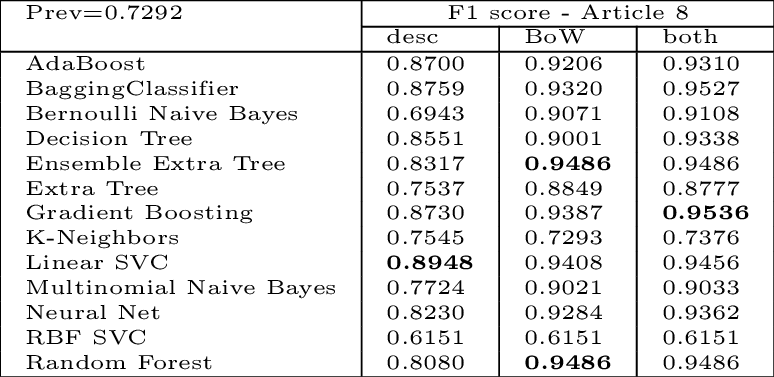 Prev=0.7292 F1 score - Article 8
desc BoW both
AdaBoost 0.8700 0.9206 0.9310
BaggingClassifier 0.8759 0.9320 0.9527
Bernoulli Naive Bayes 0.6943 0.9071 0.9108
Decision Tree 0.8551 0.9001 0.9338
Ensemble Extra Tree 0.8317 0.9486 0.9486
Extra Tree 0.7537 0.8849 0.8777
Gradient Boosting 0.8730 0.9387 0.9536
K-Neighbors 0.7545 0.7293 0.7376
Linear SVC 0.8948 0.9408 0.9456
Multinomial Naive Bayes 0.7724 0.9021 0.9033
Neural Net 0.8230 0.9284 0.9362
RBF SVC 0.6151 0.6151 0.6151
Random Forest 0.8080 0.9486 0.9486